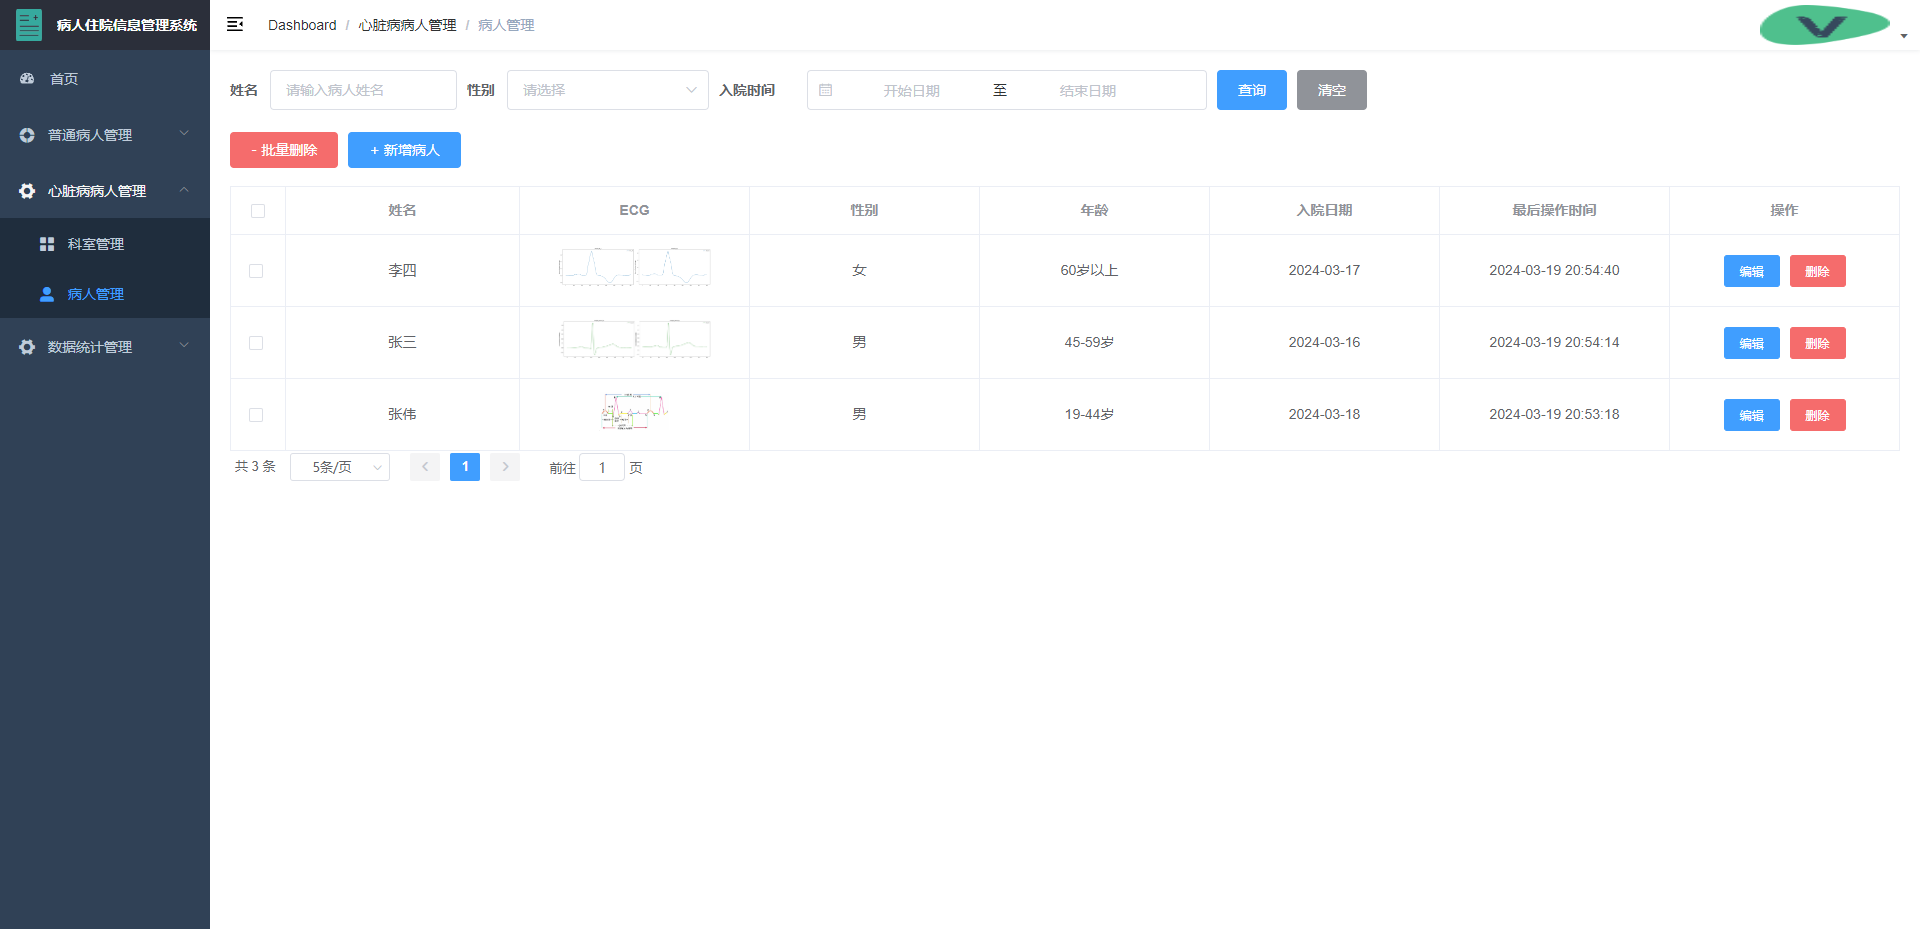 病人住院信息管理系统
Dashboard / 心脏病病人管理 / 病人管理
首页
普通病人管理
心脏病病人管理
科室管理
病人管理
数据统计管理
姓名 请输入病人姓名 性别 请选择 入院时间 开始日期 至 结束日期 查询 清空
- 批量删除 + 新增病人
姓名 ECG 性别 年龄 入院日期 最后操作时间 操作
李四 女 60岁以上 2024-03-17 2024-03-19 20:54:40 编辑 删除
张三 男 45-59岁 2024-03-16 2024-03-19 20:54:14 编辑 删除
张伟 男 19-44岁 2024-03-18 2024-03-19 20:53:18 编辑 删除
共 3 条 5条/页 1 前往 1 页